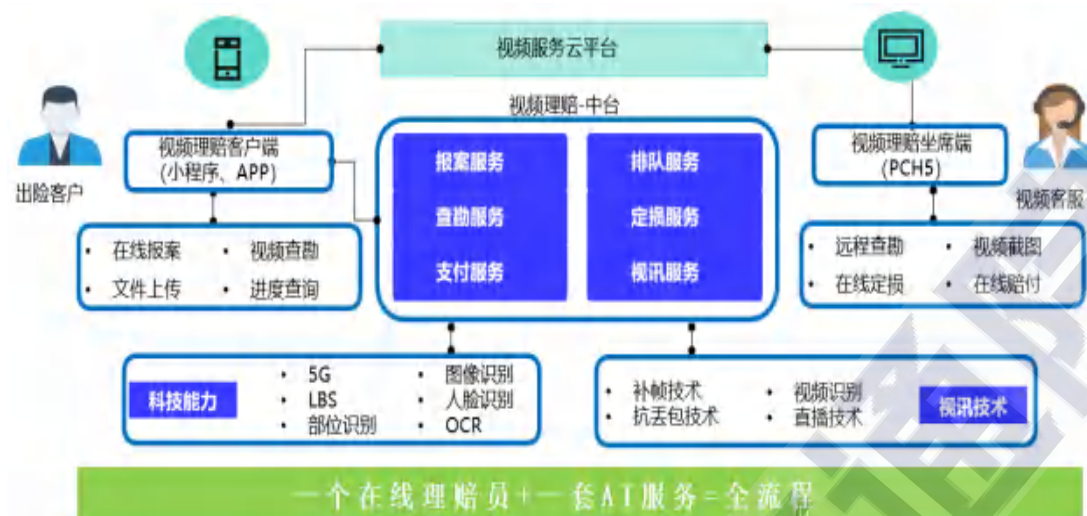 视频服务云平台
视频理赔-中台
出险客户
视频理赔客户端
(小程序、APP)
• 在线报案 • 视频查勘
• 文件上传 • 进度查询
报案服务 排队服务
查勘服务 定损服务
支付服务 视讯服务
视频理赔坐席端
(PCH5)
视频客服
• 远程查勘 • 视频截图
• 在线定损 • 在线赔付
科技能力
• 5G • 图像识别
• LBS • 人脸识别
• 部位识别 • OCR
• 补帧技术 • 视频识别
• 抗丢包技术 • 直播技术
视讯技术
一个在线理赔员+一套AI服务=全流程